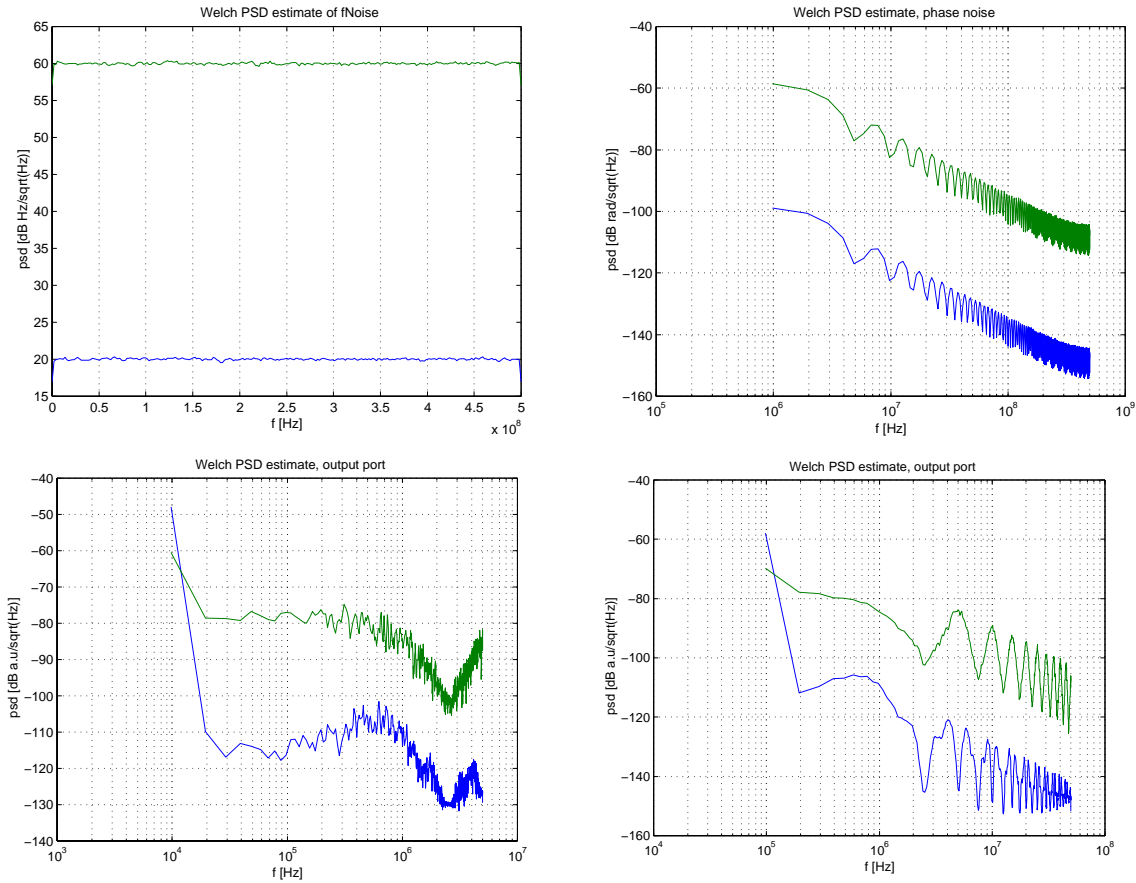 Welch PSD estimate of fNoise
65
60
55
50
45
40
35
30
25
20
15
psd [dB Hz/sqrt(Hz)]
0 0.5 1 1.5 2 2.5 3 3.5 4 4.5 5
x 10^8
f [Hz]
Welch PSD estimate, phase noise
−40
−60
−80
−100
−120
−140
−160
psd [dB rad/sqrt(Hz)]
10^5 10^6 10^7 10^8 10^9
f [Hz]
Welch PSD estimate, output port
−40
−50
−60
−70
−80
−90
−100
−110
−120
−130
−140
psd [dB a.u/sqrt(Hz)]
10^3 10^4 10^5 10^6 10^7
f [Hz]
Welch PSD estimate, output port
−40
−60
−80
−100
−120
−140
−160
psd [dB a.u/sqrt(Hz)]
10^4 10^5 10^6 10^7 10^8
f [Hz]